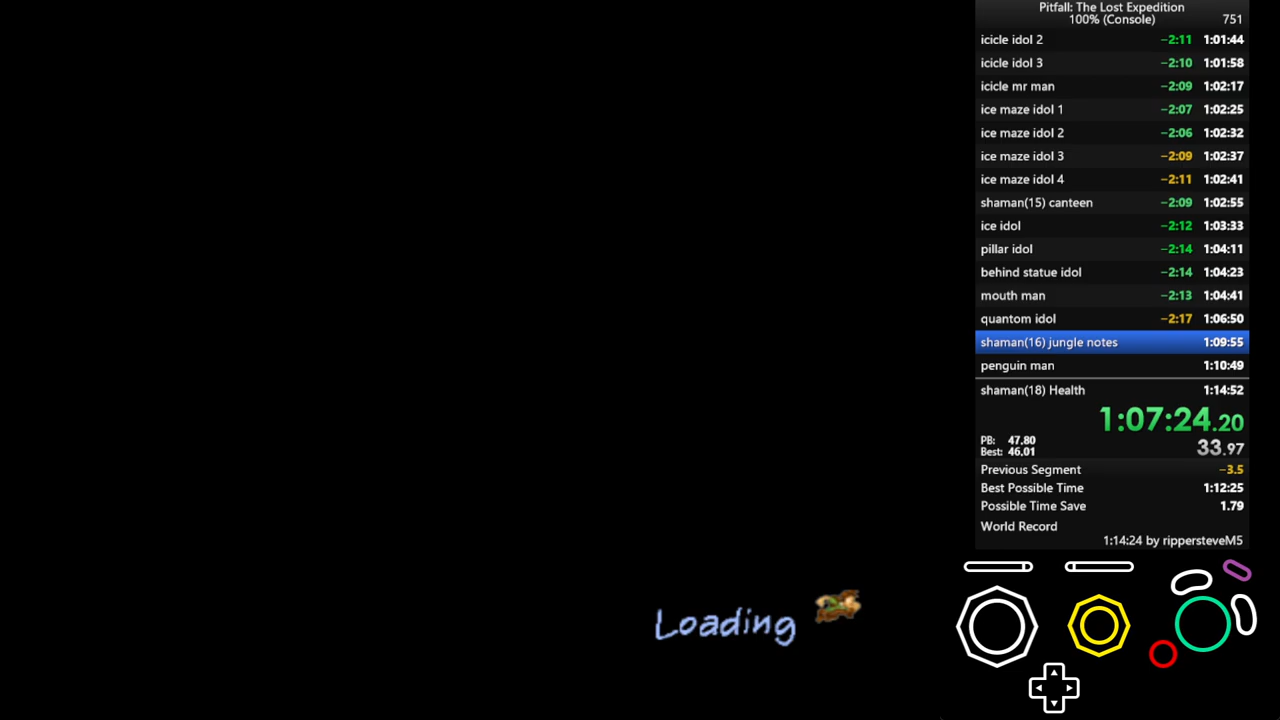 Pitfall: The Lost Expedition
100% (Console) 751
icicle idol 2 −2:11 1:01:44
icicle idol 3 −2:10 1:01:58
icicle mr man −2:09 1:02:17
ice maze idol 1 −2:07 1:02:25
ice maze idol 2 −2:06 1:02:32
ice maze idol 3 −2:09 1:02:37
ice maze idol 4 −2:11 1:02:41
shaman(15) canteen −2:09 1:02:55
ice idol −2:12 1:03:33
pillar idol −2:14 1:04:11
behind statue idol −2:14 1:04:23
mouth man −2:13 1:04:41
quantom idol −2:17 1:06:50
shaman(16) jungle notes 1:09:55
penguin man 1:10:49
shaman(18) Health 1:14:52
1:07:24.20
PB: 47.80 33.97
Best: 46.01
Previous Segment −3.5
Best Possible Time 1:12:25
Possible Time Save 1.79
World Record
1:14:24 by rippersteveM5
Loading